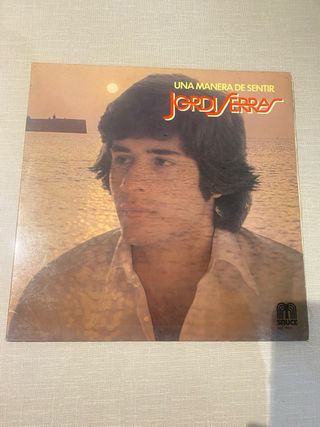 UNA MANERA DE SENTIR
JORDI SERRAS
SAUCE